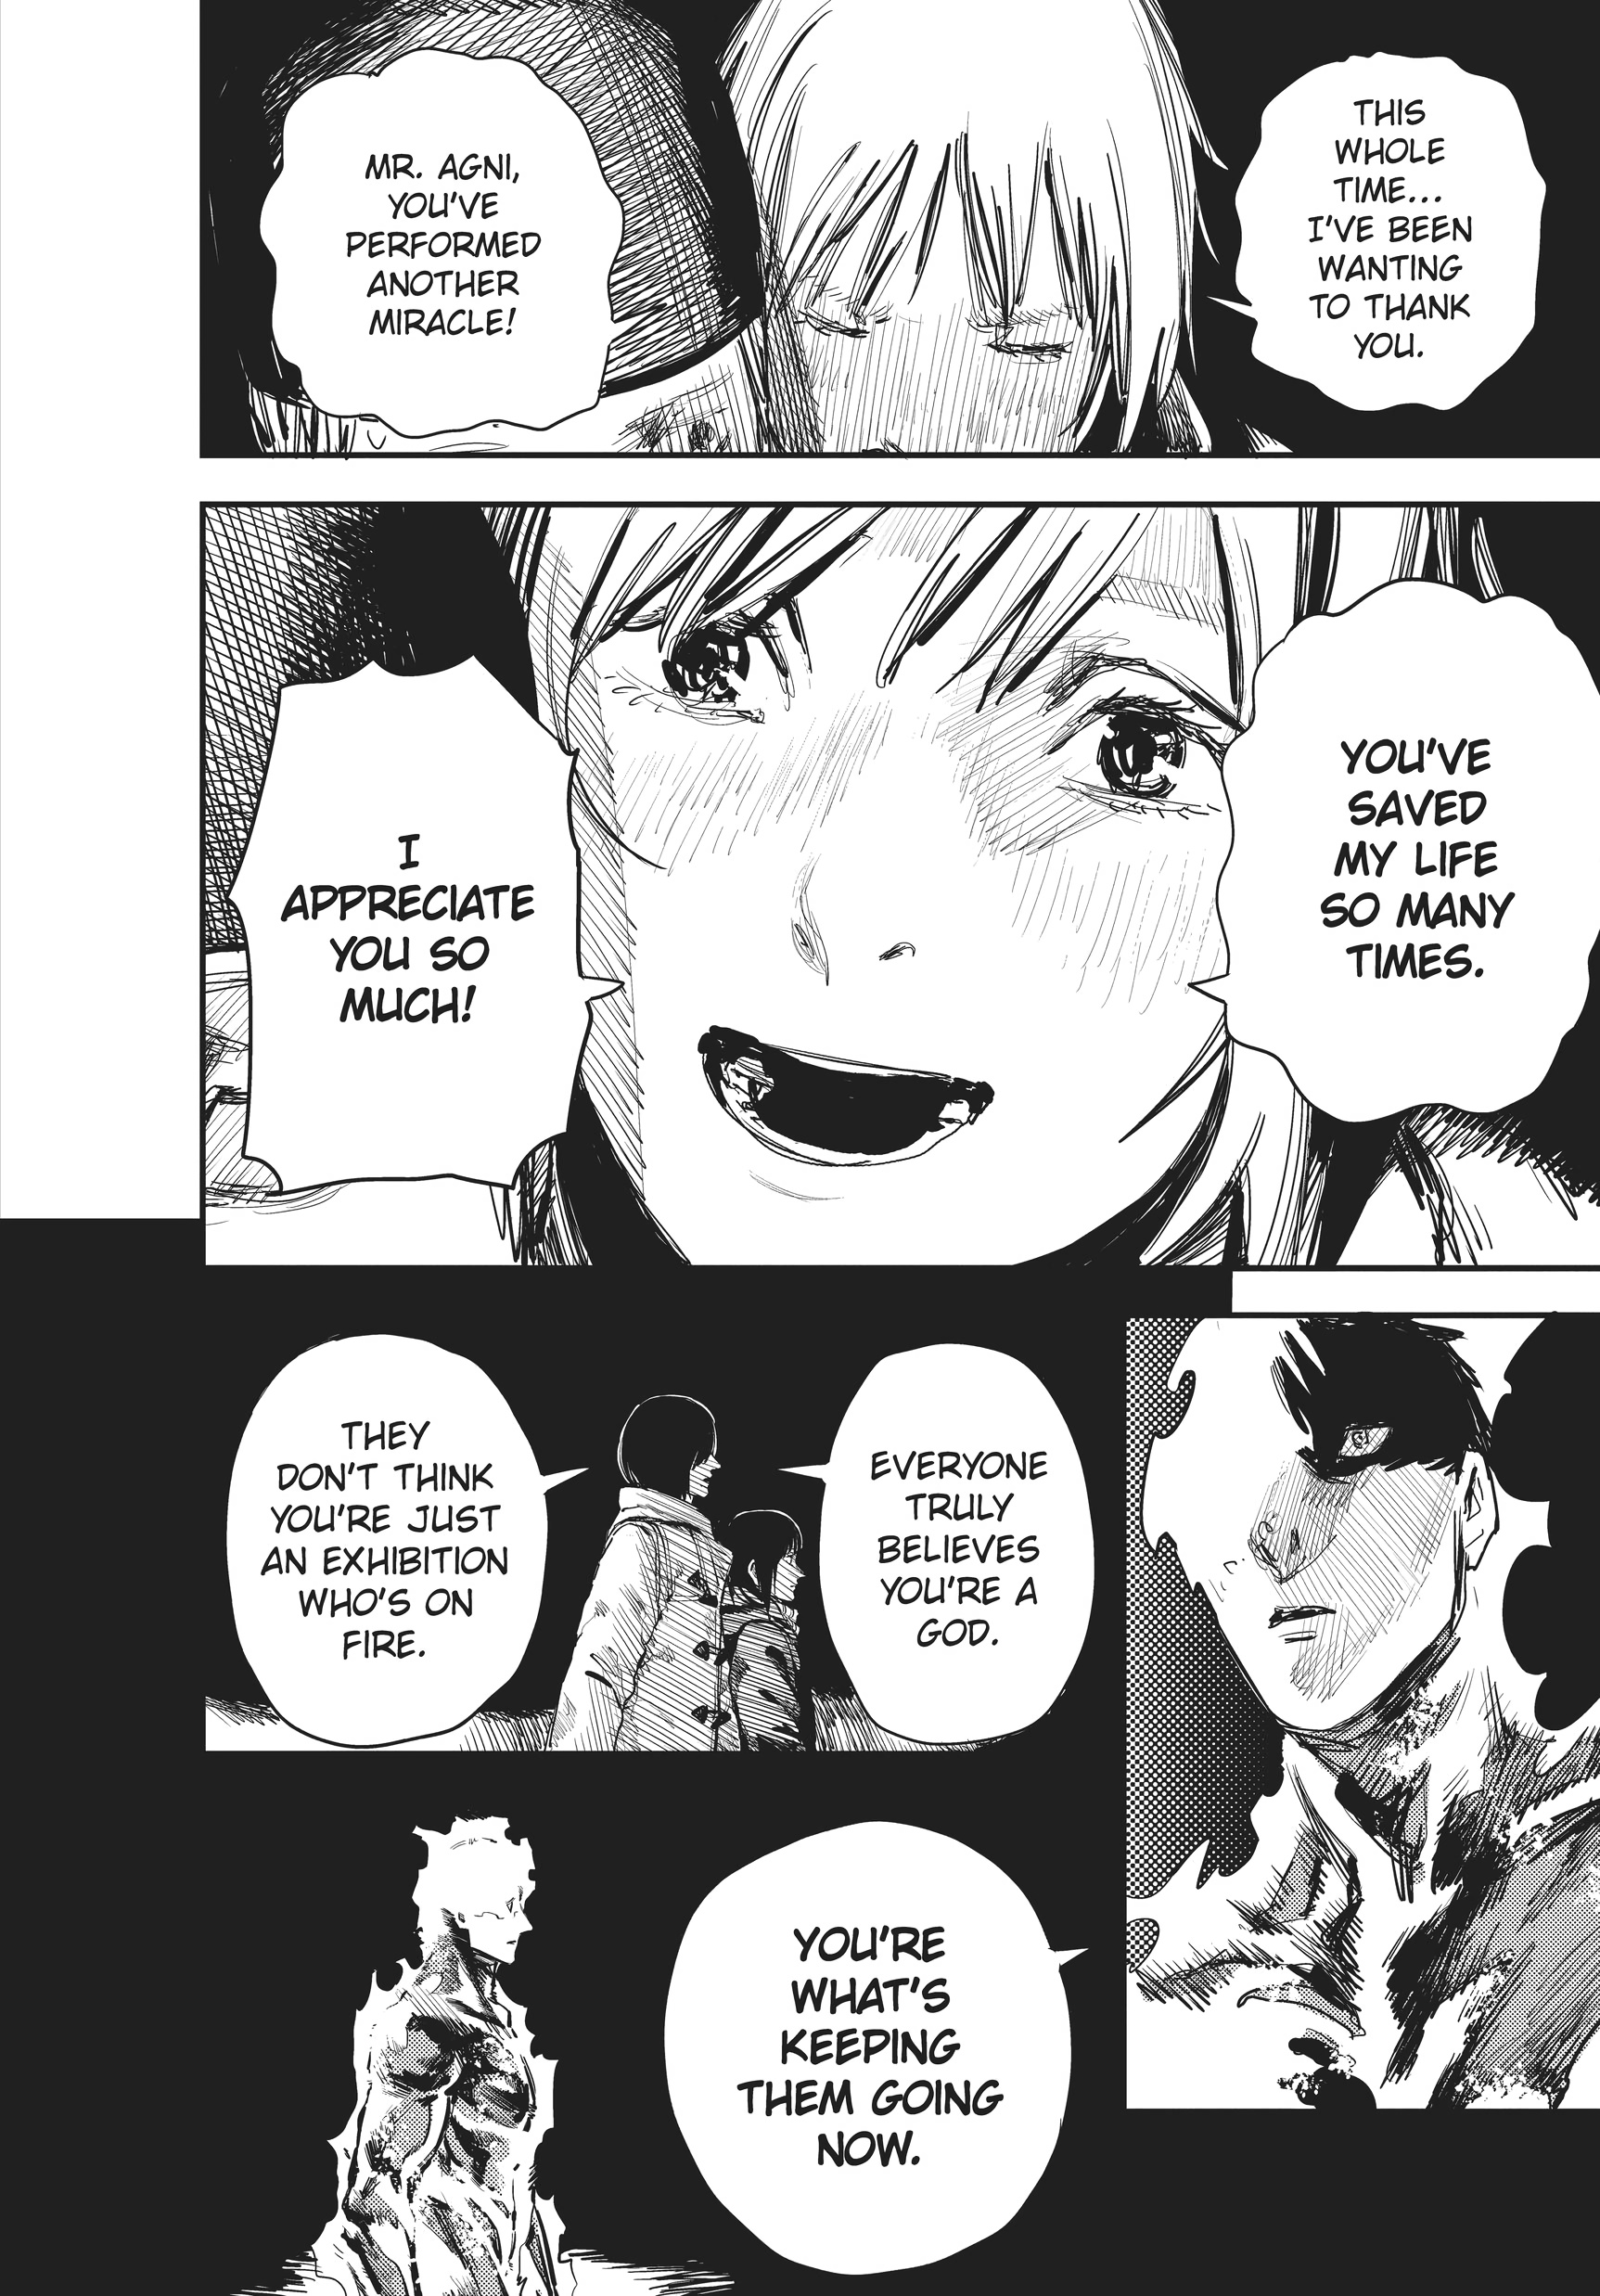 THIS
WHOLE
TIME...
I'VE BEEN
WANTING
TO THANK
YOU.
MR. AGNI,
YOU'VE
PERFORMED
ANOTHER
MIRACLE!
YOU'VE
SAVED
MY LIFE
SO MANY
TIMES.
I
APPRECIATE
YOU SO
MUCH!
EVERYONE
TRULY
BELIEVES
YOU'RE A
GOD.
THEY
DON'T THINK
YOU'RE JUST
AN EXHIBITION
WHO'S ON
FIRE.
YOU'RE
WHAT'S
KEEPING
THEM GOING
NOW.